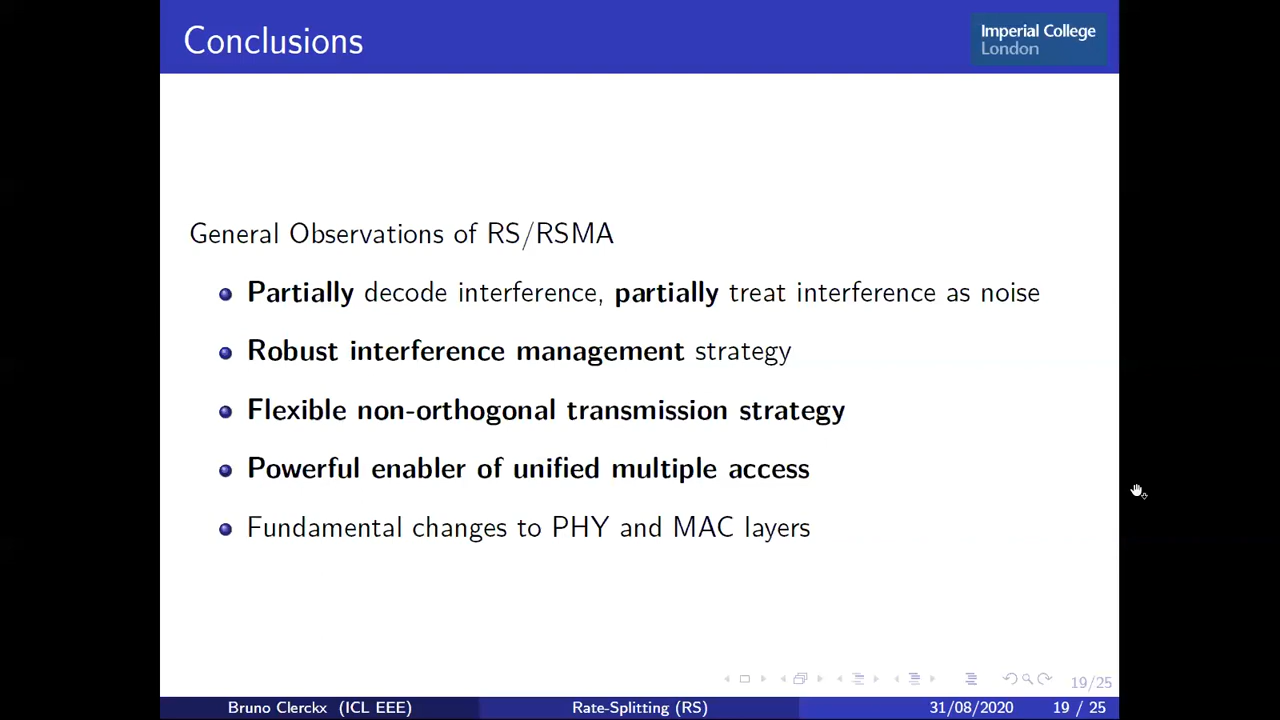 Conclusions
Imperial College
London
General Observations of RS/RSMA
Partially decode interference, partially treat interference as noise
Robust interference management strategy
Flexible non-orthogonal transmission strategy
Powerful enabler of unified multiple access
Fundamental changes to PHY and MAC layers
19/25
Bruno Clerckx (ICL EEE)
Rate-Splitting (RS)
31/08/2020
19 / 25